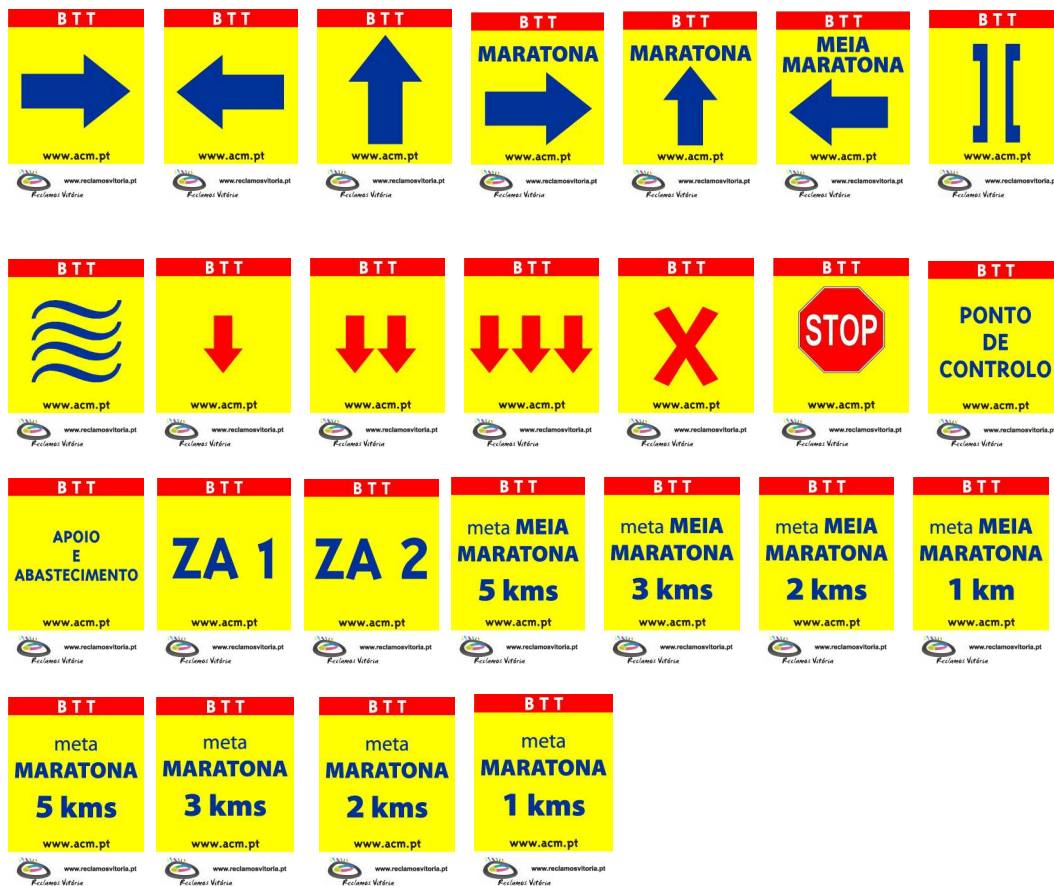 BTT
www.acm.pt
www.reclamosvitoria.pt
Reclamos Vitória
BTT
www.acm.pt
www.reclamosvitoria.pt
Reclamos Vitória
BTT
www.acm.pt
www.reclamosvitoria.pt
Reclamos Vitória
BTT
MARATONA
www.acm.pt
www.reclamosvitoria.pt
Reclamos Vitória
BTT
MARATONA
www.acm.pt
www.reclamosvitoria.pt
Reclamos Vitória
BTT
MEIA
MARATONA
www.acm.pt
www.reclamosvitoria.pt
Reclamos Vitória
BTT
www.acm.pt
www.reclamosvitoria.p
Reclamos Vitória
BTT
www.acm.pt
www.reclamosvitoria.pt
Reclamos Vitória
BTT
www.acm.pt
www.reclamosvitoria.pt
Reclamos Vitória
BTT
www.acm.pt
www.reclamosvitoria.pt
Reclamos Vitória
BTT
www.acm.pt
www.reclamosvitoria.pt
Reclamos Vitória
BTT
www.acm.pt
www.reclamosvitoria.pt
Reclamos Vitória
BTT
STOP
www.acm.pt
www.reclamosvitoria.pt
Reclamos Vitória
BTT
PONTO
DE
CONTROLO
www.acm.pt
www.reclamosvitoria.p
Reclamos Vitória
BTT
APOIO
E
ABASTECIMENTO
www.acm.pt
www.reclamosvitoria.pt
Reclamos Vitória
BTT
ZA 1
www.acm.pt
www.reclamosvitoria.pt
Reclamos Vitória
BTT
ZA 2
www.acm.pt
www.reclamosvitoria.pt
Reclamos Vitória
BTT
meta MEIA
MARATONA
5 kms
www.acm.pt
www.reclamosvitoria.pt
Reclamos Vitória
BTT
meta MEIA
MARATONA
3 kms
www.acm.pt
www.reclamosvitoria.pt
Reclamos Vitória
BTT
meta MEIA
MARATONA
2 kms
www.acm.pt
www.reclamosvitoria.pt
Reclamos Vitória
BTT
meta MEIA
MARATONA
1 km
www.acm.pt
www.reclamosvitoria.pt
Reclamos Vitória
BTT
meta
MARATONA
5 kms
www.acm.pt
www.reclamosvitoria.pt
Reclamos Vitória
BTT
meta
MARATONA
3 kms
www.acm.pt
www.reclamosvitoria.pt
Reclamos Vitória
BTT
meta
MARATONA
2 kms
www.acm.pt
www.reclamosvitoria.pt
Reclamos Vitória
BTT
meta
MARATONA
1 kms
www.acm.pt
www.reclamosvitoria.pt
Reclamos Vitória